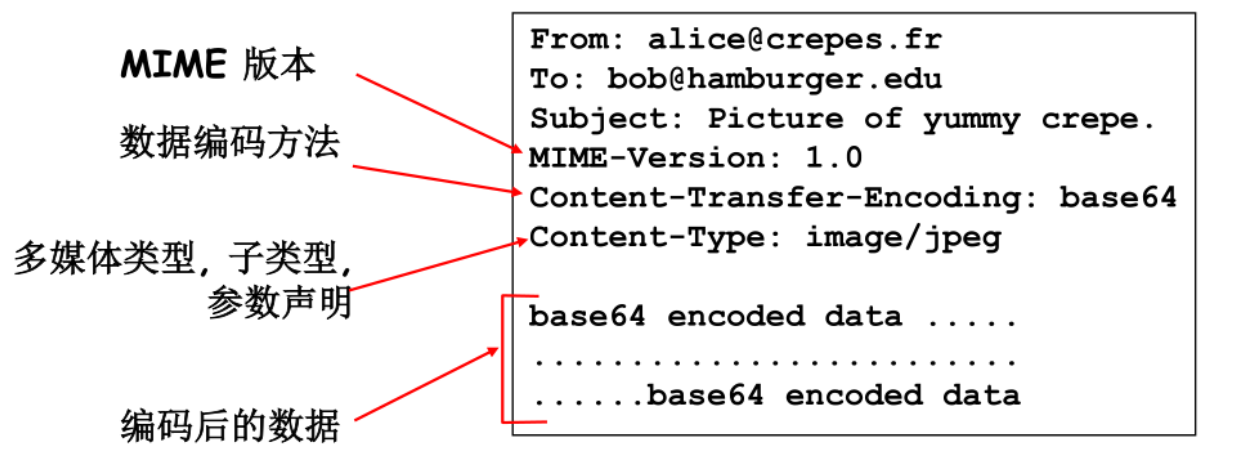 MIME 版本
数据编码方法
多媒体类型, 子类型,
参数声明
编码后的数据
From: alice@crepes.fr
To: bob@hamburger.edu
Subject: Picture of yummy crepe.
MIME-Version: 1.0
Content-Transfer-Encoding: base64
Content-Type: image/jpeg
base64 encoded data .....
.........................
......base64 encoded data